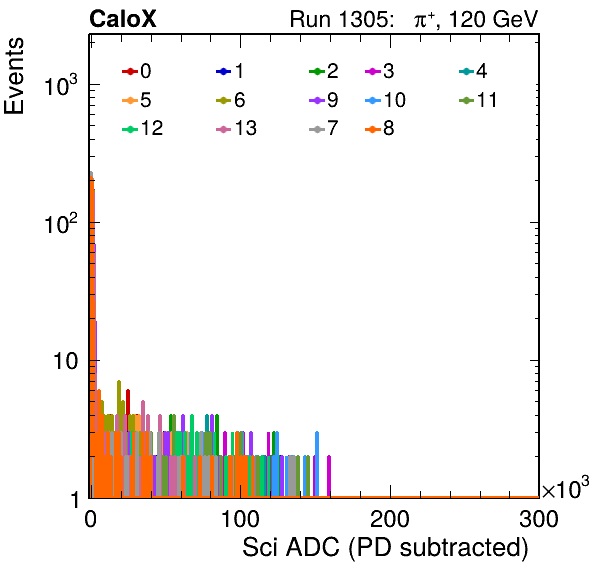 CaloX Run 1305: π⁺, 120 GeV
Events
0 1 2 3 4
5 6 9 10 11
12 13 7 8
10³
10²
10
1
0 100 200 300
×10³
Sci ADC (PD subtracted)